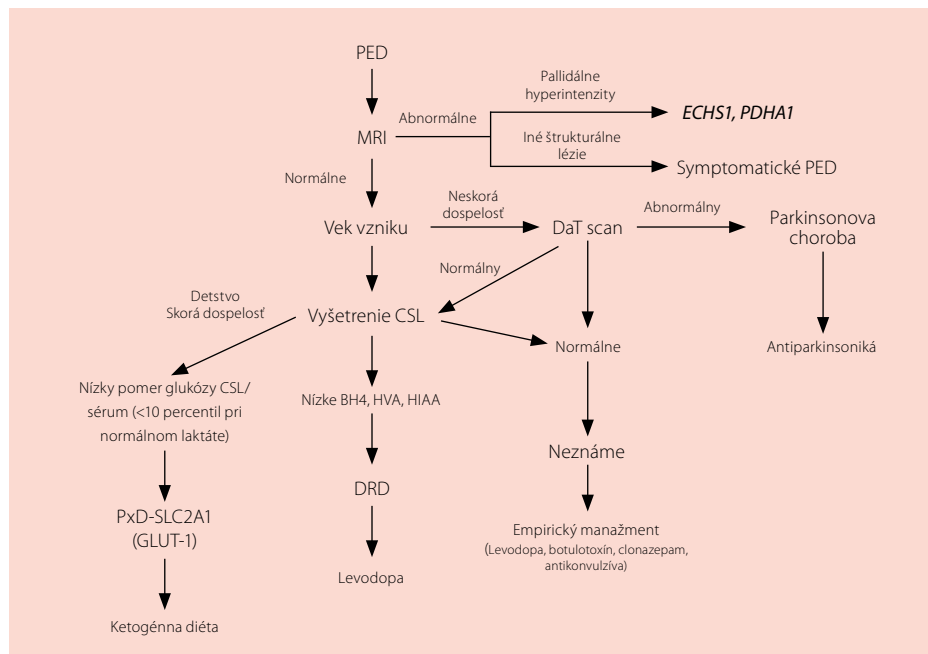 PED
Pallidálne
hyperintenzity
ECHS1, PDHA1
Abnormálne
MRI
Iné štrukturálne
lézie
Symptomatické PED
Normálne
Neskorá
dospelosť
Abnormálny
Vek vzniku
DaT scan
Parkinsonova
choroba
Normálny
Detstvo
Skorá dospelosť
Vyšetrenie CSL
Normálne
Antiparkinsoniká
Nízky pomer glukózy CSL/
sérum (<10 percentil pri
normálnom laktáte)
Nízke BH4, HVA, HIAA
Neznáme
DRD
PxD-SLC2A1
(GLUT-1)
Empirický manažment
(Levodopa, botulotoxín, clonazepam,
antikonvulzíva)
Levodopa
Ketogénna diéta